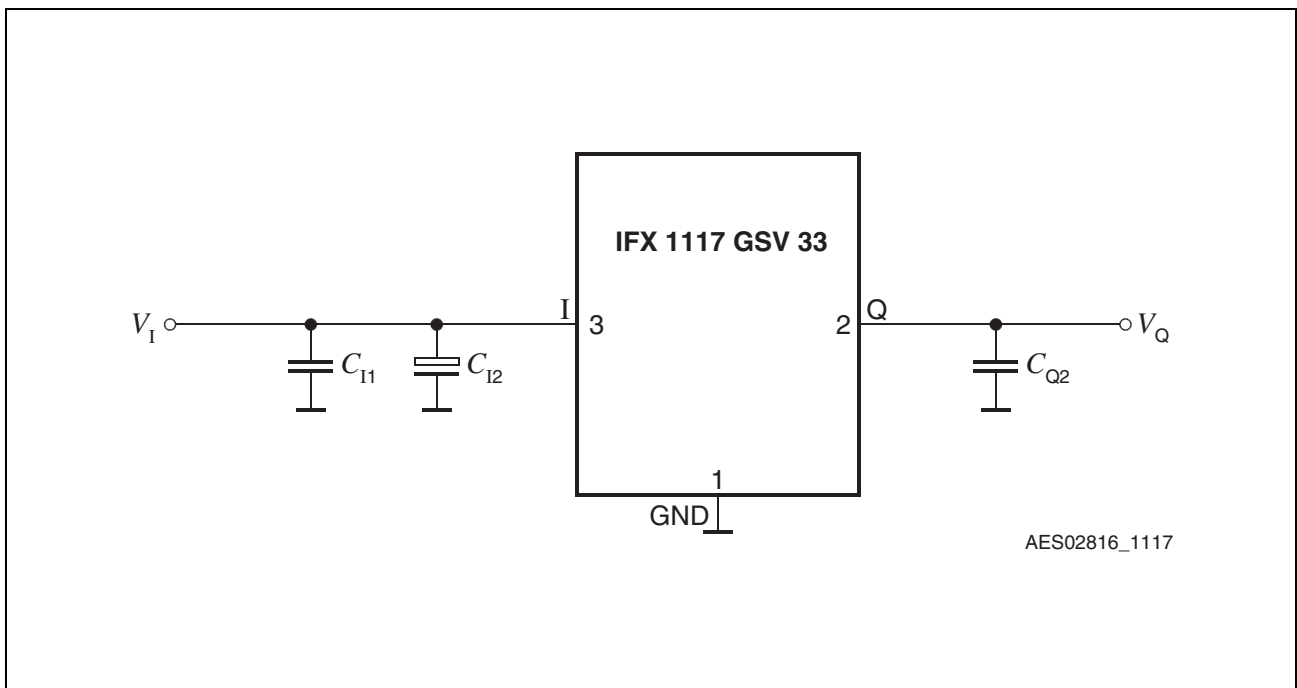 IFX 1117 GSV 33
V_I
I
3
2
Q
V_Q
C_I1
C_I2
C_Q2
1
GND
AES02816_1117